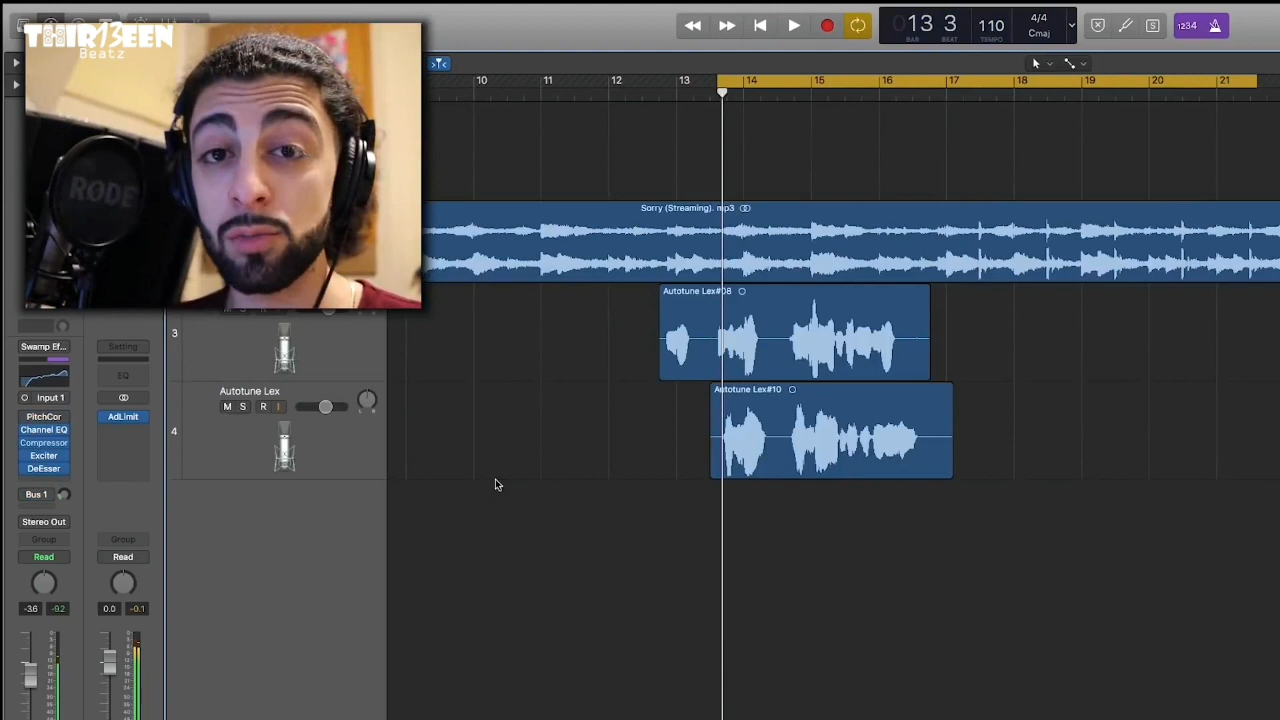 THIR13EEN
Beatz
RODE
13 3
BAR BEAT
110
TEMPO
4/4
Cmaj
S
1234
10 11 12 13 14 15 16 17 18 19 20 21
Sorry (Streaming). mp3
Autotune Lex#08
3
Swamp Ef...
Setting
EQ
Input 1
Autotune Lex
M S R I
L R
Autotune Lex#10
4
PitchCor
AdLimit
Channel EQ
Compressor
Exciter
DeEsser
Bus 1
Stereo Out
Group Group
Read Read
-3.6 -9.2 0.0 -0.1